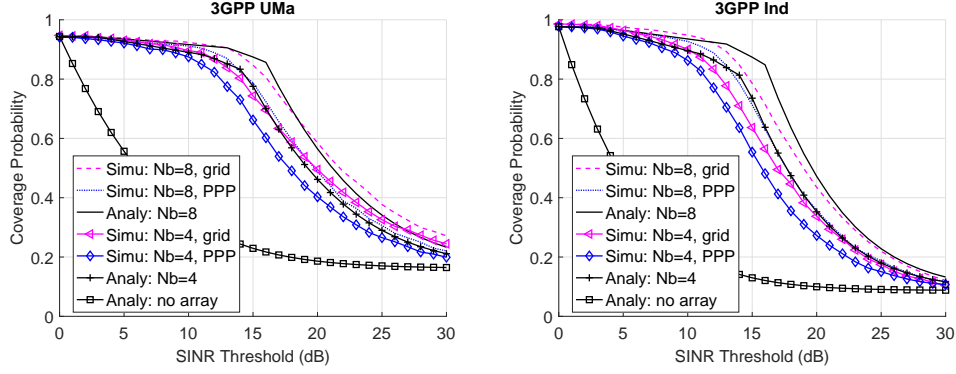 3GPP UMa
Coverage Probability
1
0.8
0.6
0.4
0.2
0
Simu: Nb=8, grid
Simu: Nb=8, PPP
Analy: Nb=8
Simu: Nb=4, grid
Simu: Nb=4, PPP
Analy: Nb=4
Analy: no array
0 5 10 15 20 25 30
SINR Threshold (dB)
3GPP Ind
Coverage Probability
1
0.8
0.6
0.4
0.2
0
Simu: Nb=8, grid
Simu: Nb=8, PPP
Analy: Nb=8
Simu: Nb=4, grid
Simu: Nb=4, PPP
Analy: Nb=4
Analy: no array
0 5 10 15 20 25 30
SINR Threshold (dB)